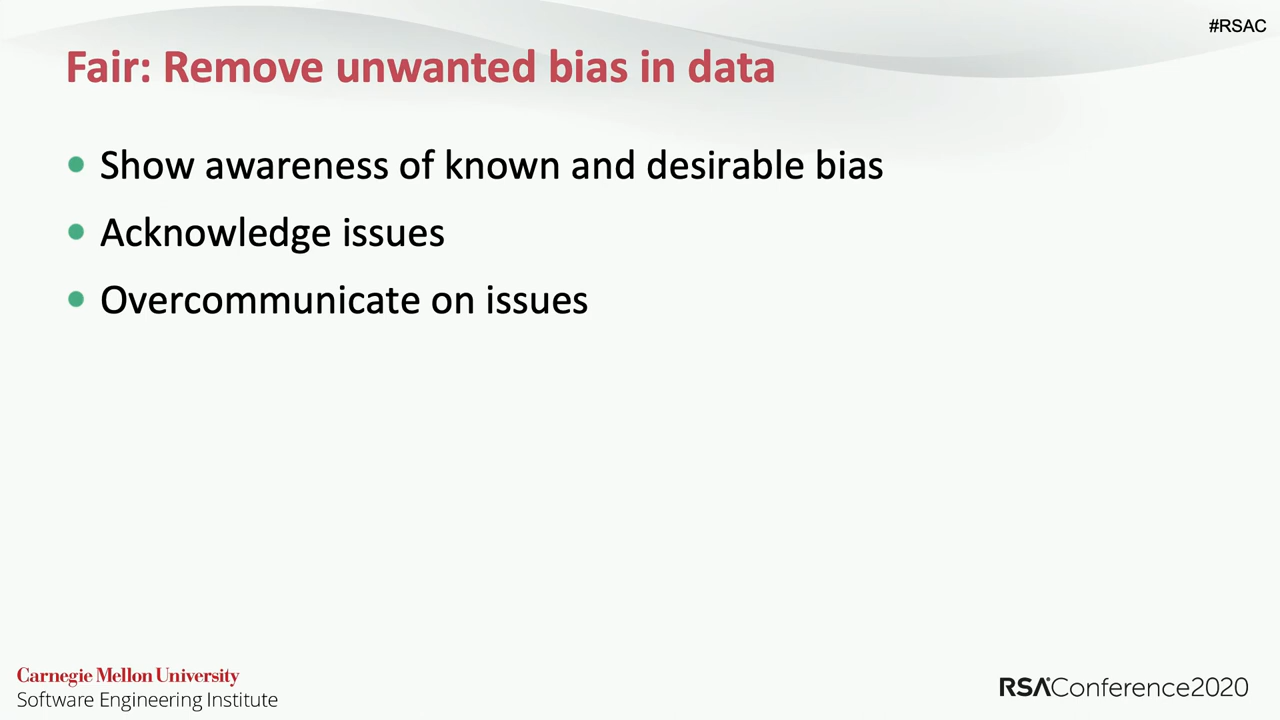 #RSAC
Fair: Remove unwanted bias in data
• Show awareness of known and desirable bias
• Acknowledge issues
• Overcommunicate on issues
Carnegie Mellon University
Software Engineering Institute
RSAConference2020